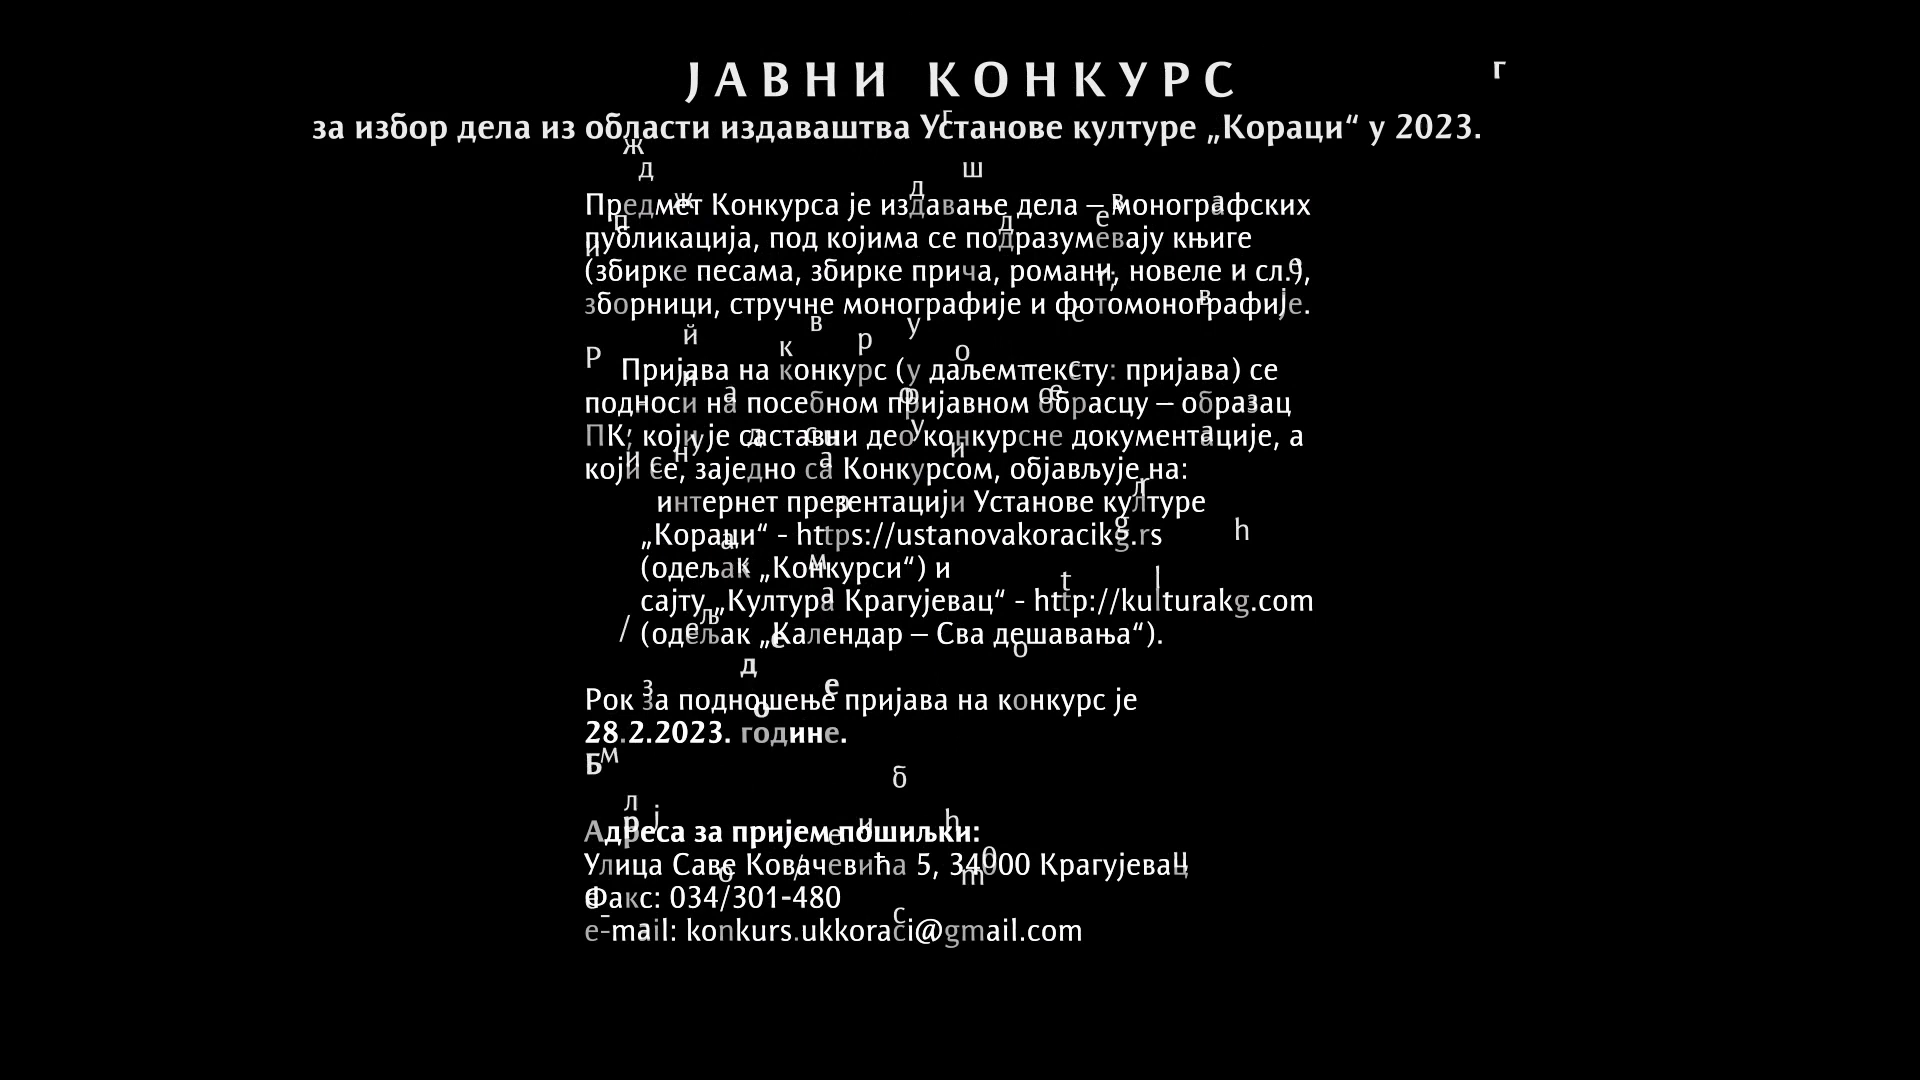 ЈАВНИ КОНКУРС
за избор дела из области издаваштва Установе културе „Кораци“ у 2023.
Предмет Конкурса је издавање дела – монографских
публикација, под којима се подразумевају књиге
(збирке песама, збирке прича, романи, новеле и сл.),
зборници, стручне монографије и фотомонографије.
Пријава на конкурс (у даљем тексту: пријава) се
подноси на посебном пријавном обрасцу – образац
ПК, који је саставни део конкурсне документације, а
који се, заједно са Конкурсом, објављује на:
интернет презентацији Установе културе
„Кораци“ - https://ustanovakoracikg.rs
(одељак „Конкурси“) и
сајту „Култура Крагујевац“ - http://kulturakg.com
(одељак „Календар – Сва дешавања“).
Рок за подношење пријава на конкурс је
28.2.2023. године.
Адреса за пријем пошиљки:
Улица Саве Ковачевића 5, 34000 Крагујевац
Факс: 034/301-480
e-mail: konkurs.ukkoraci@gmail.com